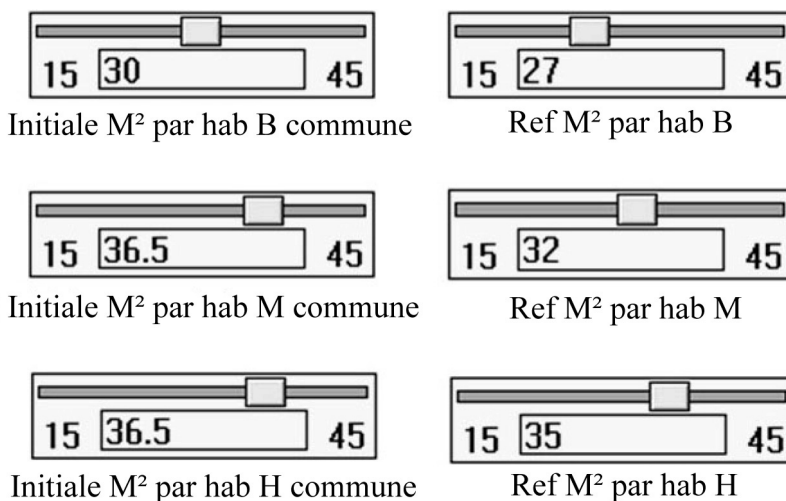 15 30 45
Initiale M² par hab B commune
15 27 45
Ref M² par hab B
15 36.5 45
Initiale M² par hab M commune
15 32 45
Ref M² par hab M
15 36.5 45
Initiale M² par hab H commune
15 35 45
Ref M² par hab H